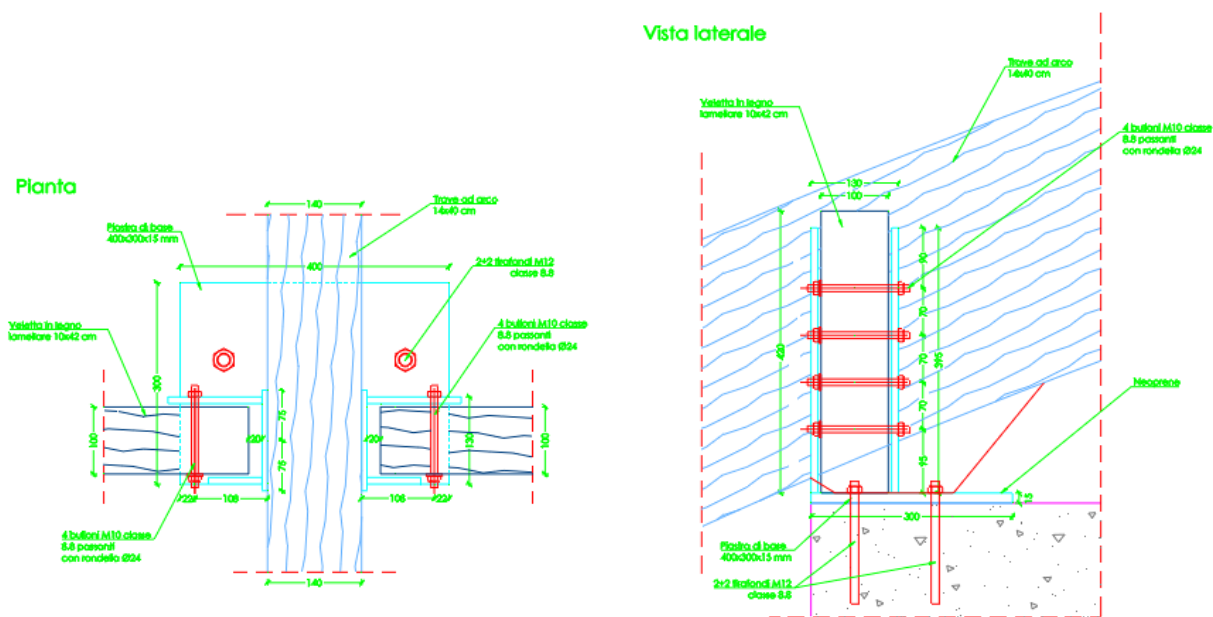 Pianta
Piastra di base
400x300x15 mm
Trave ad arco
14x40 cm
2+2 tirafondi M12
classe 8.8
4 bulloni M10 classe
8.8 passanti
con rondella Ø24
Veletta in legno
lamellare 10x42 cm
4 bulloni M10 classe
8.8 passanti
con rondella Ø24
140
400
300
100
20
75
75
20
130
100
22
108
108
22
140
Vista laterale
Trave ad arco
14x40 cm
Veletta in legno
lamellare 10x42 cm
4 bulloni M10 classe
8.8 passanti
con rondella Ø24
130
100
420
90
70
70
70
95
395
Neoprene
15
300
Piastra di base
400x300x15 mm
2+2 tirafondi M12
classe 8.8